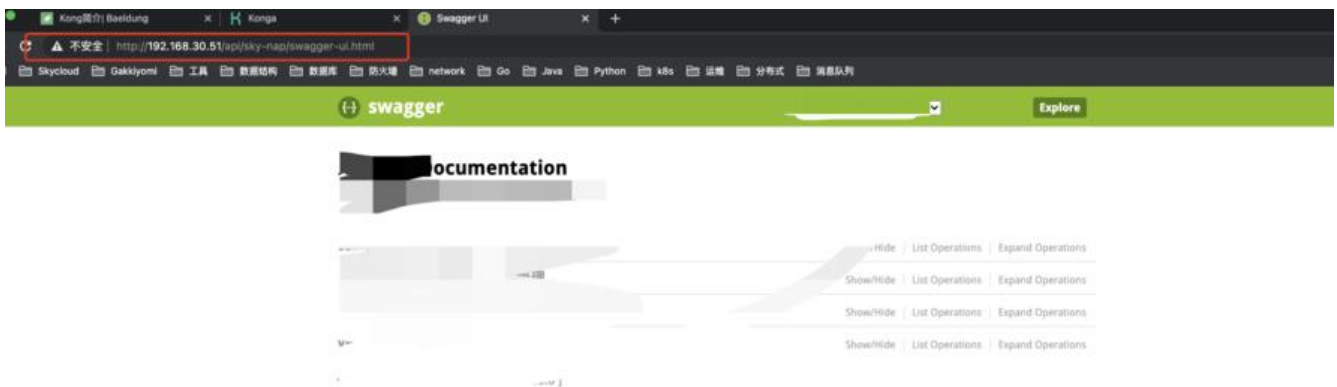 Kong简介| Baeldung
Konga
Swagger UI
不安全 http://192.168.30.51/api/sky-nap/swagger-ui.html
Skycloud Gakkiyomi 工具 数据结构 数据库 防火墙 network Go Java Python k8s 运维 分布式 消息队列
swagger
Explore
ocumentation
Hide List Operations Expand Operations
Show/Hide List Operations Expand Operations
Show/Hide List Operations Expand Operations
Show/Hide List Operations Expand Operations